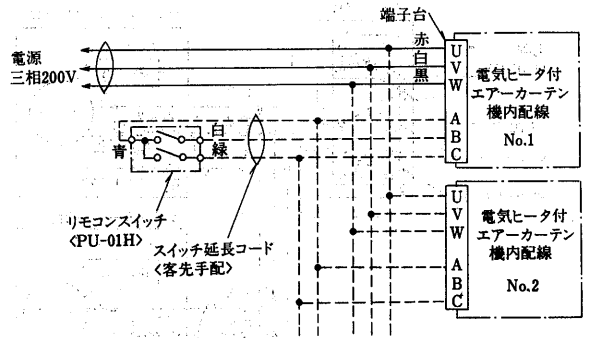 端子台
電源
三相200V
赤
白
黒
U
V
W
A
B
C
電気ヒータ付
エアーカーテン
機内配線
No.1
青
白
緑
リモコンスイッチ
<PU-01H>
スイッチ延長コード
<客先手配>
U
V
W
A
B
C
電気ヒータ付
エアーカーテン
機内配線
No.2